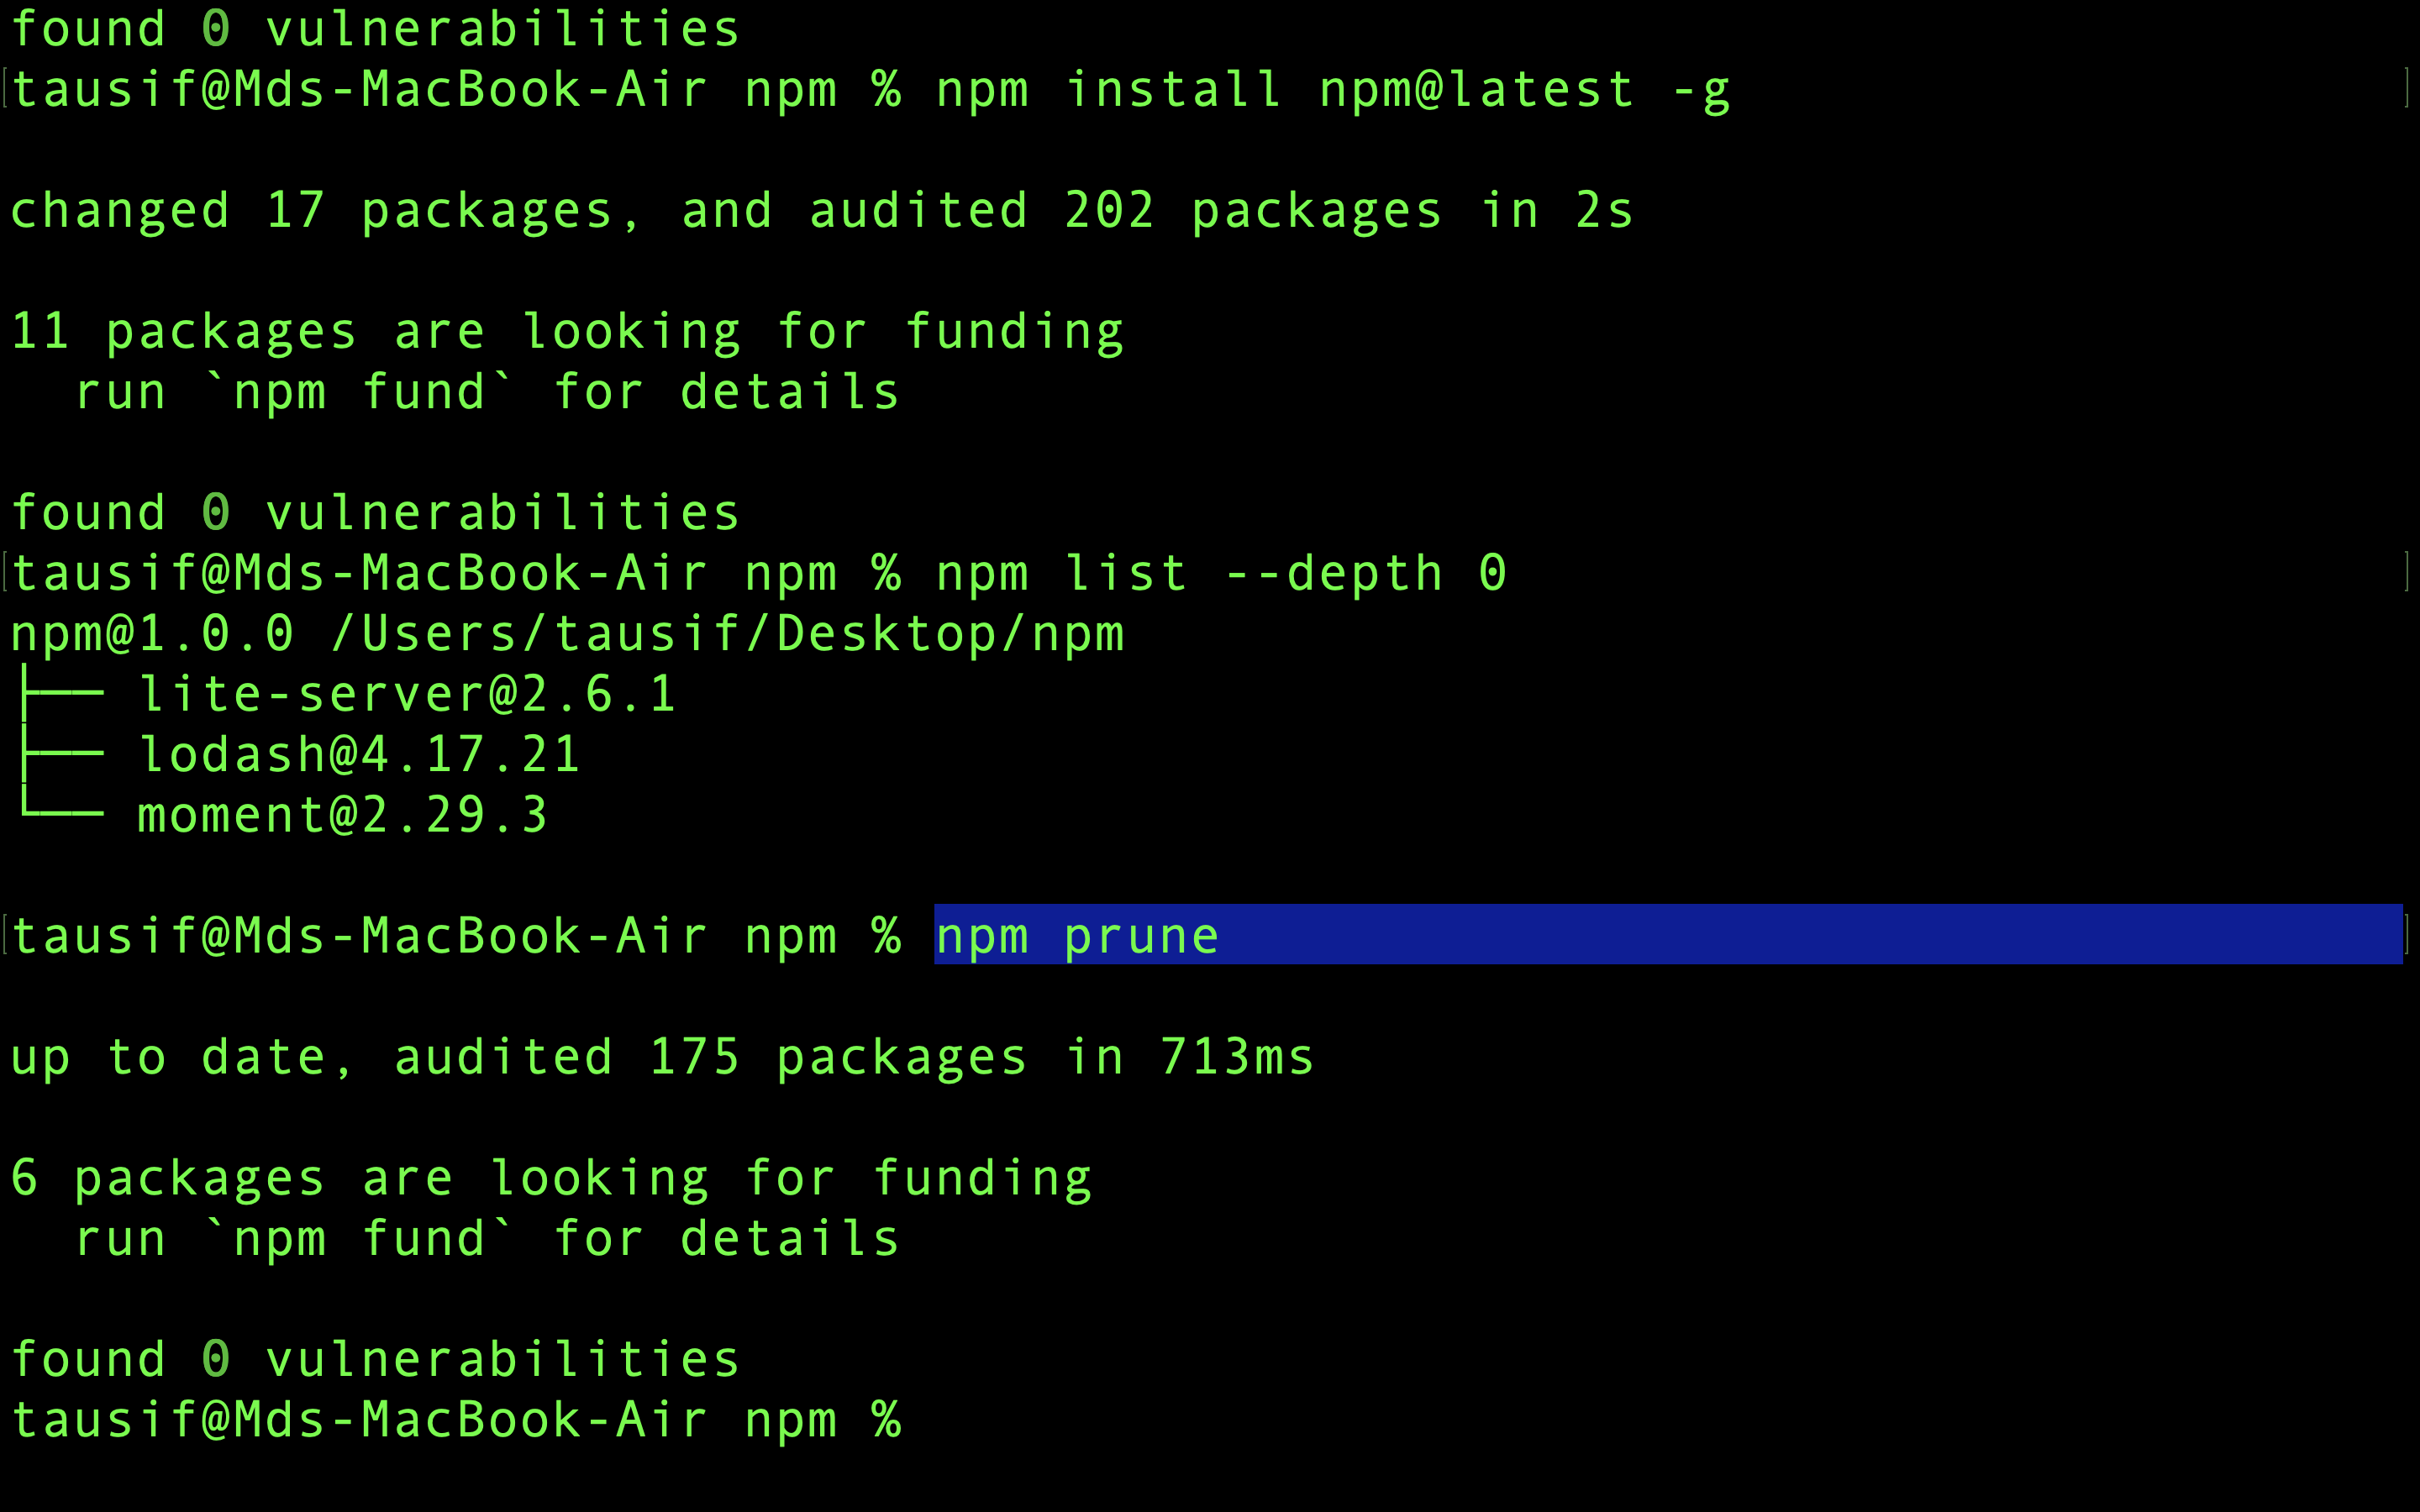 found 0 vulnerabilities
tausif@Mds-MacBook-Air npm % npm install npm@latest -g
changed 17 packages, and audited 202 packages in 2s
11 packages are looking for funding
  run `npm fund` for details
found 0 vulnerabilities
tausif@Mds-MacBook-Air npm % npm list --depth 0
npm@1.0.0 /Users/tausif/Desktop/npm
├── lite-server@2.6.1
├── lodash@4.17.21
└── moment@2.29.3
tausif@Mds-MacBook-Air npm % npm prune
up to date, audited 175 packages in 713ms
6 packages are looking for funding
  run `npm fund` for details
found 0 vulnerabilities
tausif@Mds-MacBook-Air npm %